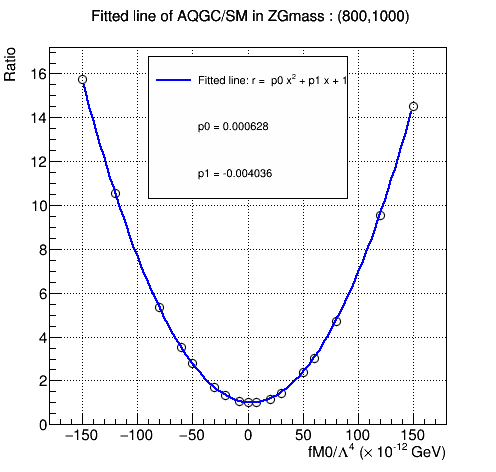 Fitted line of AQGC/SM in ZGmass : (800,1000)
Ratio
Fitted line: r = p0 x² + p1 x + 1
p0 = 0.000628
p1 = -0.004036
16
14
12
10
8
6
4
2
0
−150 −100 −50 0 50 100 150
fM0/Λ⁴ (× 10⁻¹² GeV)